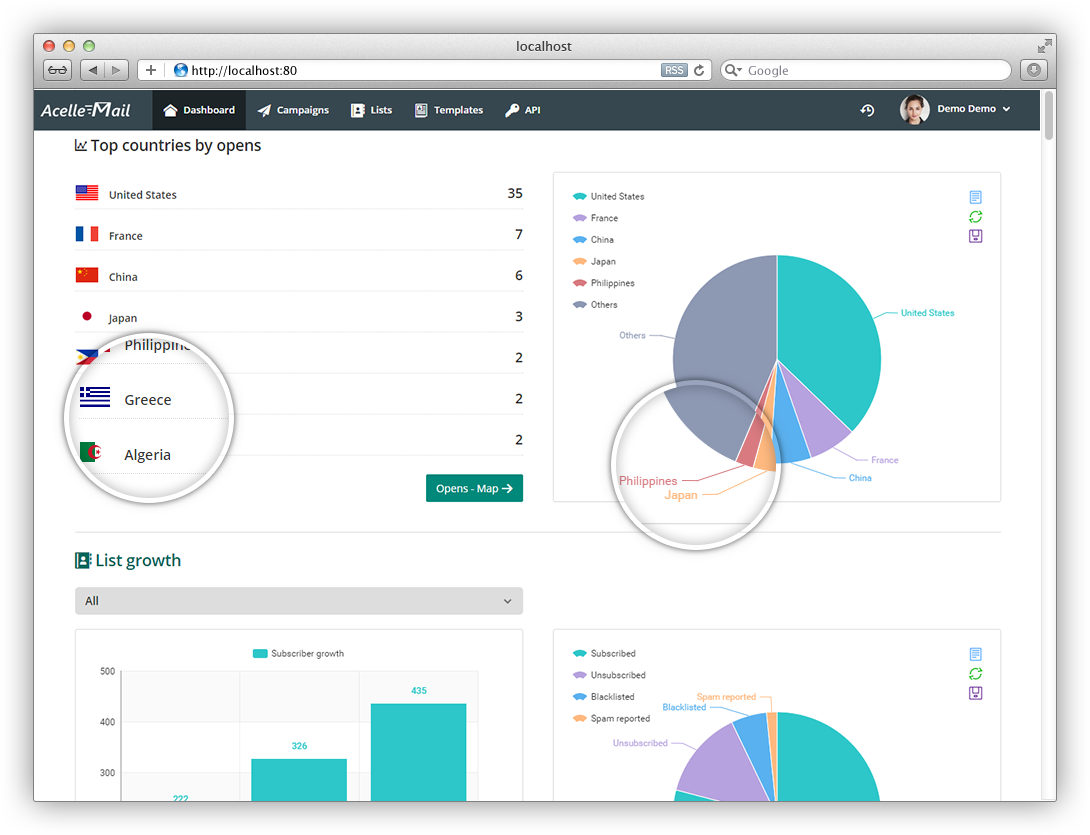 localhost
http://localhost:80
RSS
Google
Acelle-Mail
Dashboard
Campaigns
Lists
Templates
API
Demo Demo
Top countries by opens
United States 35
France 7
China 6
Japan 3
Philippine 2
Greece 2
Algeria 2
Opens - Map
United States
France
China
Japan
Philippines
Others
Others
United States
France
China
Philippines
Japan
List growth
All
Subscriber growth
500
400
300
435
326
222
Subscribed
Unsubscribed
Blacklisted
Spam reported
Spam reported
Blacklisted
Unsubscribed